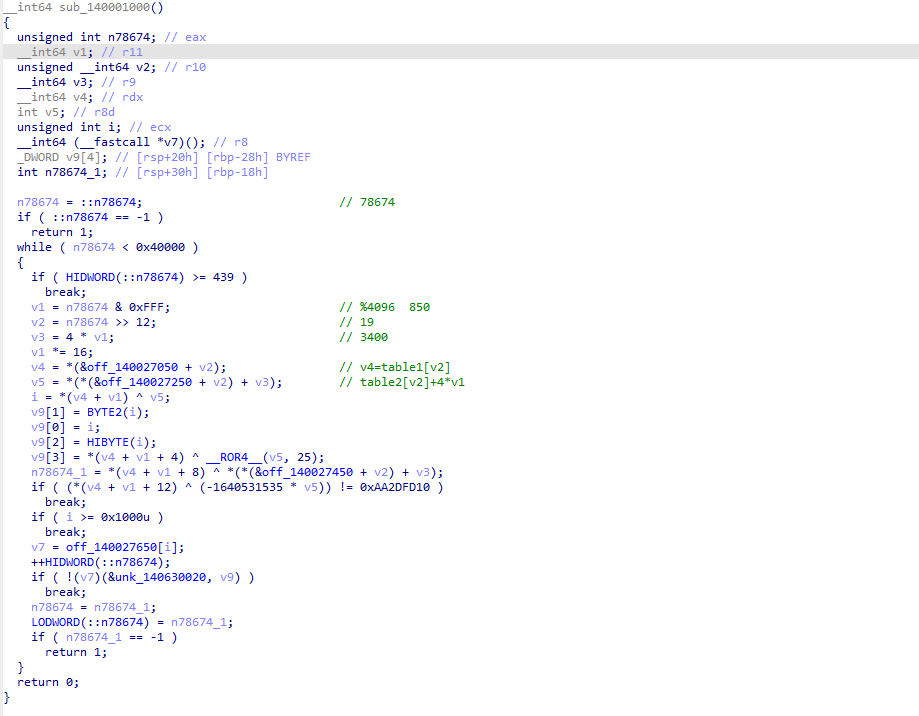 __int64 sub_140001000()
{
  unsigned int n78674; // eax
  __int64 v1; // r11
  unsigned __int64 v2; // r10
  __int64 v3; // r9
  __int64 v4; // rdx
  int v5; // r8d
  unsigned int i; // ecx
  __int64 (__fastcall *v7)(); // r8
  _DWORD v9[4]; // [rsp+20h] [rbp-28h] BYREF
  int n78674_1; // [rsp+30h] [rbp-18h]

  n78674 = ::n78674; // 78674
  if ( ::n78674 == -1 )
    return 1;
  while ( n78674 < 0x40000 )
  {
    if ( HIDWORD(::n78674) >= 439 )
      break;
    v1 = n78674 & 0xFFF; // %4096  850
    v2 = n78674 >> 12; // 19
    v3 = 4 * v1; // 3400
    v1 *= 16;
    v4 = *(&off_140027050 + v2); // v4=table1[v2]
    v5 = *(*(&off_140027250 + v2) + v3); // table2[v2]+4*v1
    i = *(v4 + v1) ^ v5;
    v9[1] = BYTE2(i);
    v9[0] = i;
    v9[2] = HIBYTE(i);
    v9[3] = *(v4 + v1 + 4) ^ __ROR4__(v5, 25);
    n78674_1 = *(v4 + v1 + 8) ^ *(*(&off_140027450 + v2) + v3);
    if ( (*(v4 + v1 + 12) ^ (-1640531535 * v5)) != 0xAA2DFD10 )
      break;
    if ( i >= 0x1000u )
      break;
    v7 = off_140027650[i];
    ++HIDWORD(::n78674);
    if ( !(v7)(&unk_140630020, v9) )
      break;
    n78674 = n78674_1;
    LODWORD(::n78674) = n78674_1;
    if ( n78674_1 == -1 )
      return 1;
  }
  return 0;
}